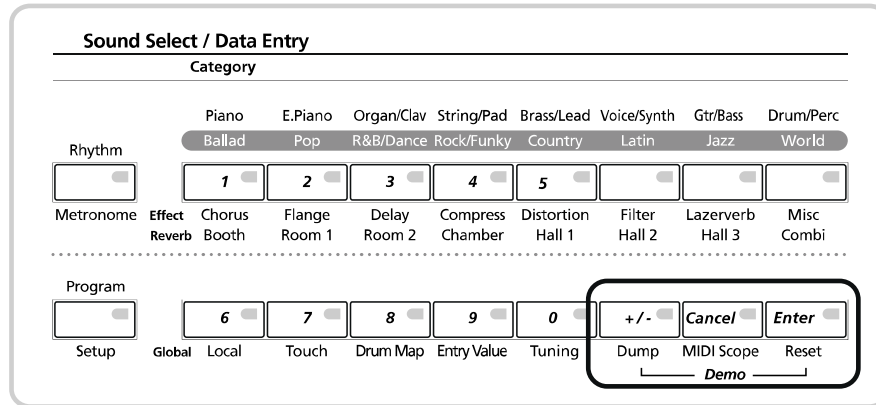 Sound Select / Data Entry
Category
Piano E.Piano Organ/Clav String/Pad Brass/Lead Voice/Synth Gtr/Bass Drum/Perc
Rhythm Ballad Pop R&B/Dance Rock/Funky Country Latin Jazz World
1 2 3 4 5
Metronome Effect Chorus Flange Delay Compress Distortion Filter Lazerverb Misc
Reverb Booth Room 1 Room 2 Chamber Hall 1 Hall 2 Hall 3 Combi
Program
6 7 8 9 0 +/- Cancel Enter
Setup Global Local Touch Drum Map Entry Value Tuning Dump MIDI Scope Reset
Demo